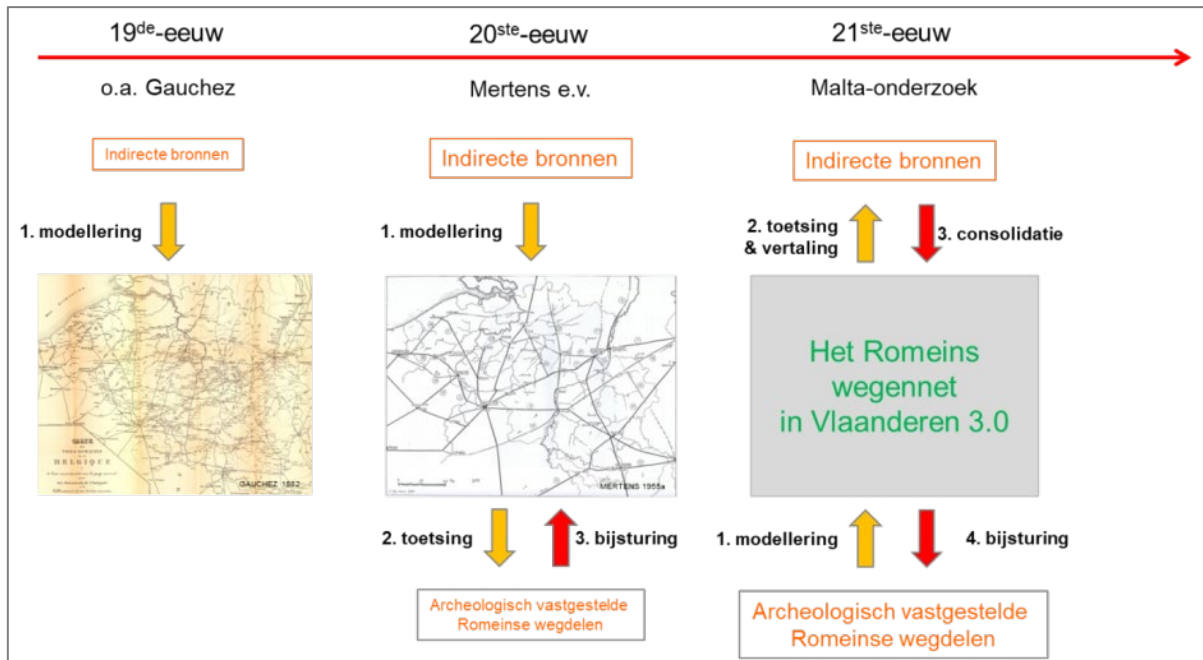 19de-eeuw
20ste-eeuw
21ste-eeuw
o.a. Gauchez
Mertens e.v.
Malta-onderzoek
Indirecte bronnen
Indirecte bronnen
Indirecte bronnen
1. modellering
1. modellering
2. toetsing
& vertaling
3. consolidatie
HELGIQUE
GAUCHEZ 1882
MERTENS 1955a
Het Romeins
wegennet
in Vlaanderen 3.0
2. toetsing
3. bijsturing
1. modellering
4. bijsturing
Archeologisch vastgestelde
Romeinse wegdelen
Archeologisch vastgestelde
Romeinse wegdelen